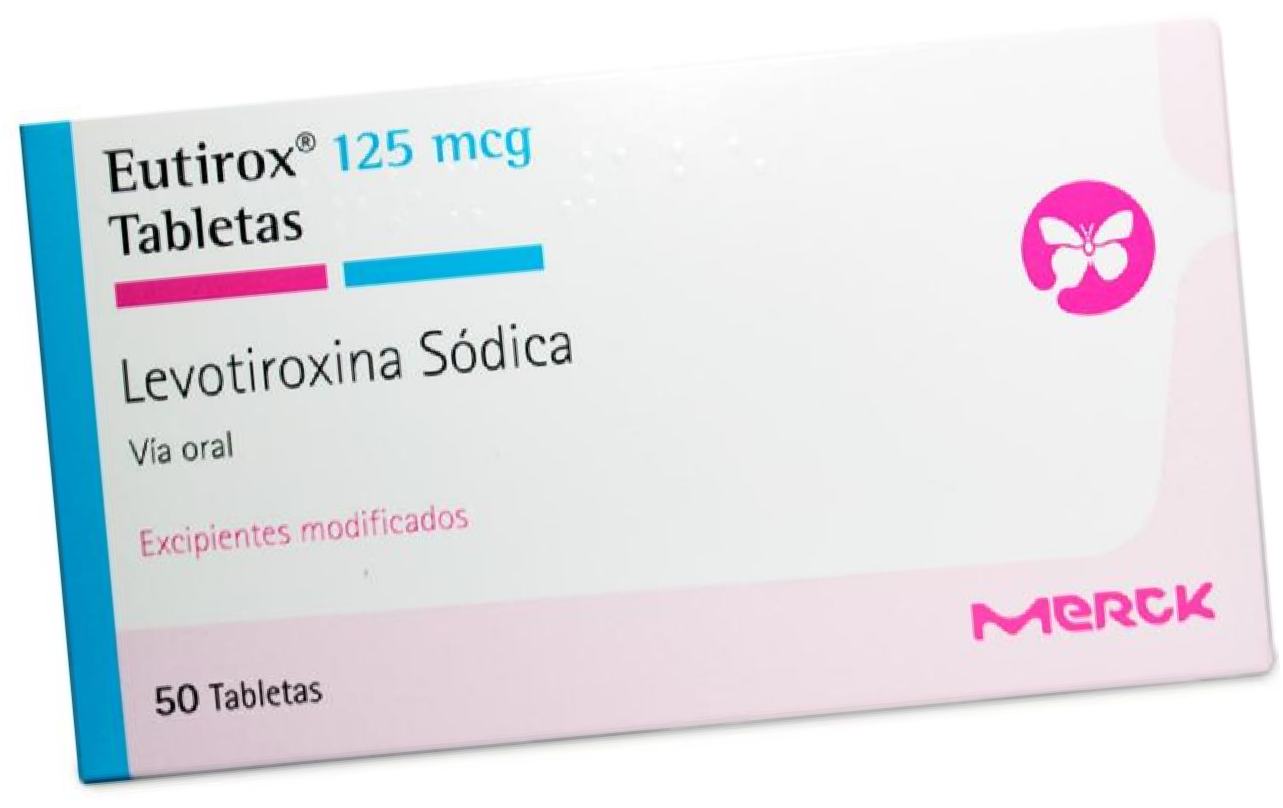 Eutirox® 125 mcg
Tabletas
Levotiroxina Sódica
Vía oral
Excipientes modificados
MERCK
50 Tabletas